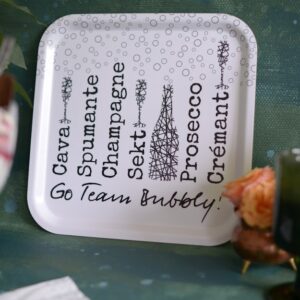 Cava
Spumante
Champagne
Sekt
Prosecco
Crémant
Go Team Bubbly!